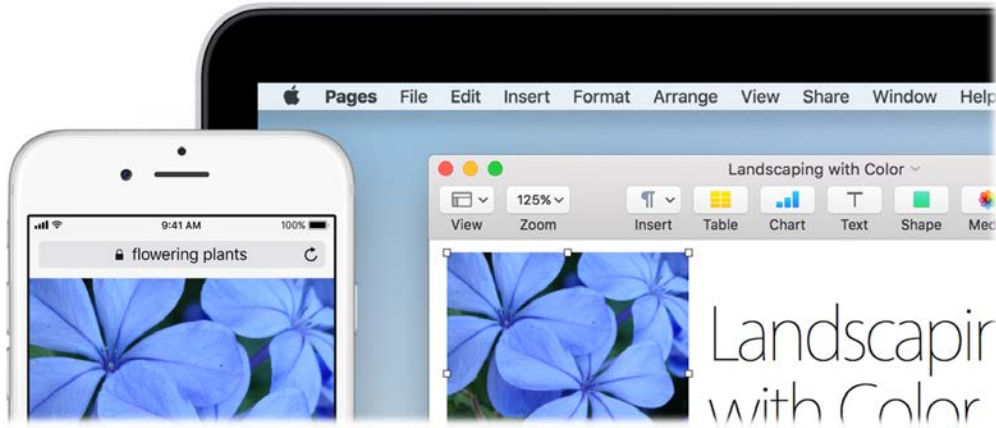 Pages File Edit Insert Format Arrange View Share Window Help
Landscaping with Color
125%
View Zoom Insert Table Chart Text Shape
9:41 AM 100%
flowering plants
Landscapin
with Color